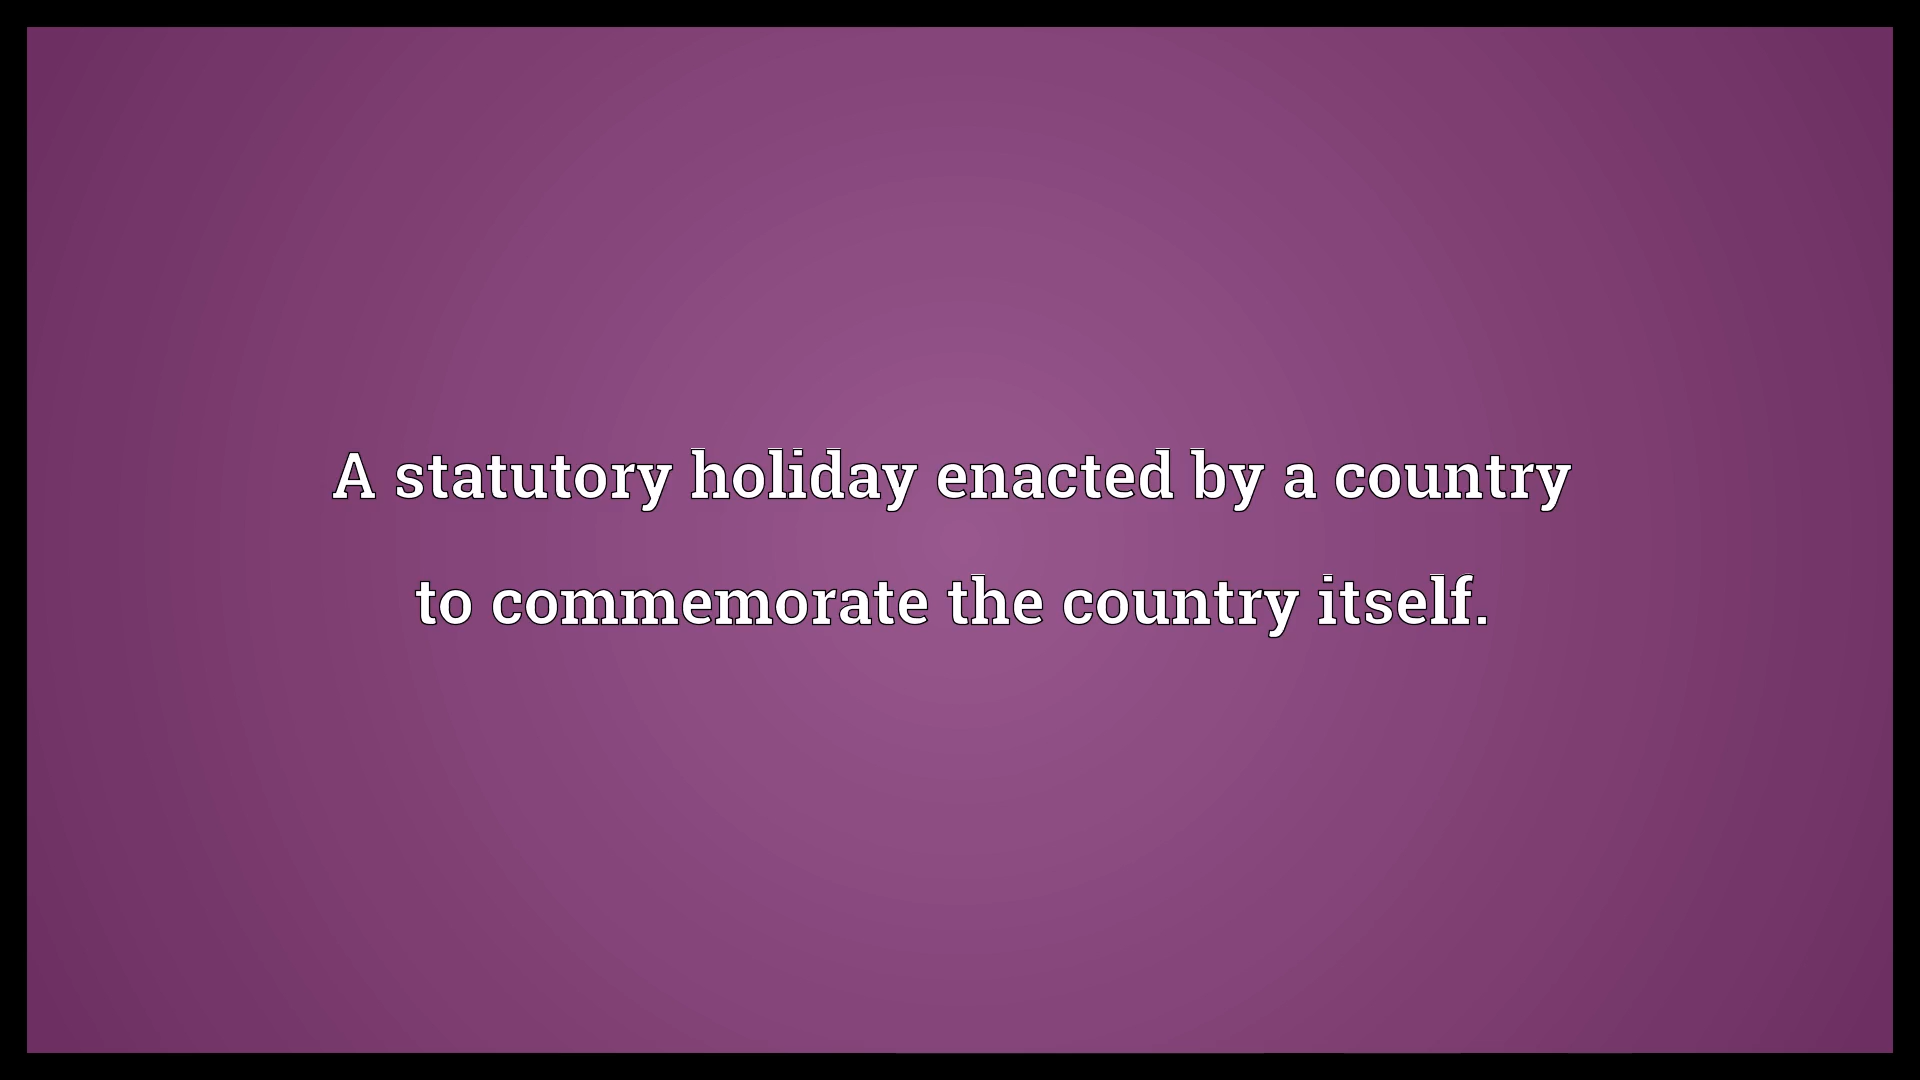 A statutory holiday enacted by a country
to commemorate the country itself.